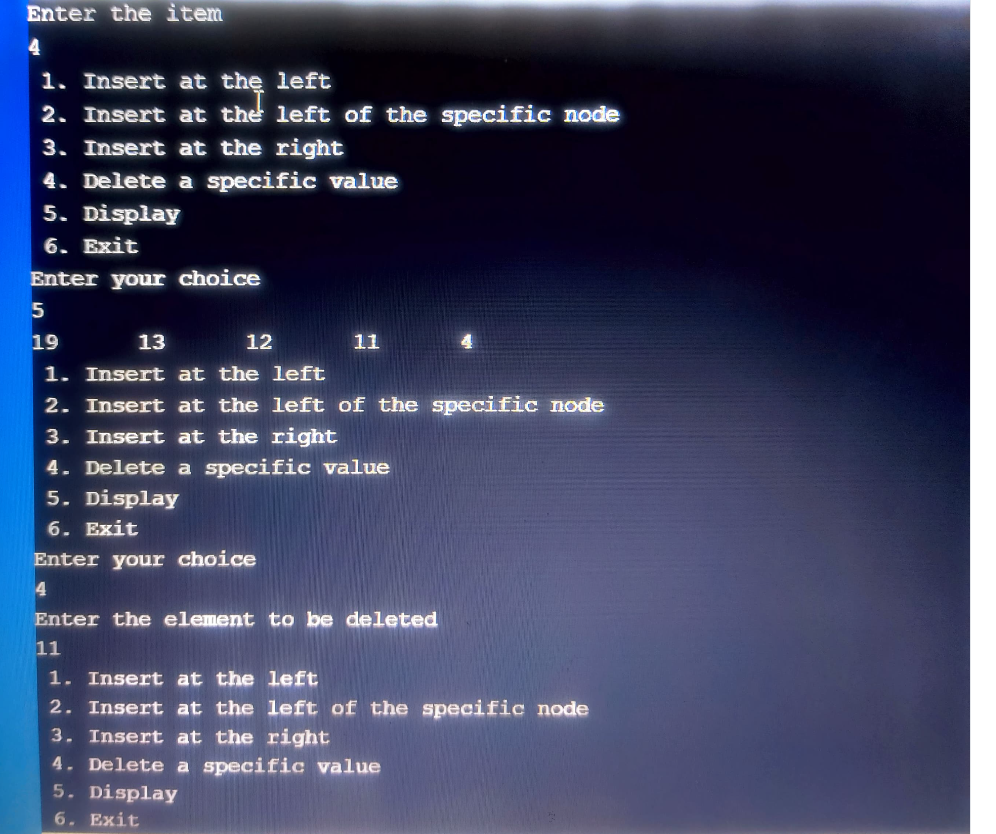 Enter the item
4
1. Insert at the left
2. Insert at the left of the specific node
3. Insert at the right
4. Delete a specific value
5. Display
6. Exit
Enter your choice
5
19 13 12 11 4
1. Insert at the left
2. Insert at the left of the specific node
3. Insert at the right
4. Delete a specific value
5. Display
6. Exit
Enter your choice
4
Enter the element to be deleted
11
1. Insert at the left
2. Insert at the left of the specific node
3. Insert at the right
4. Delete a specific value
5. Display
6. Exit